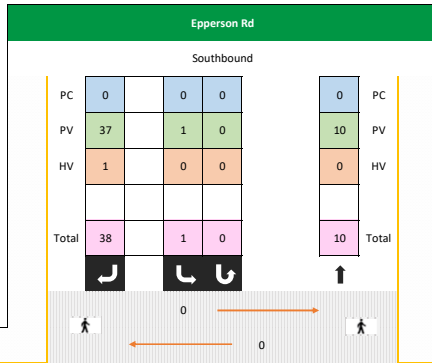 Epperson Rd
Southbound
PC 0 0 0 0 PC
PV 37 1 0 10 PV
HV 1 0 0 0 HV
Total 38 1 0 10 Total
0
0